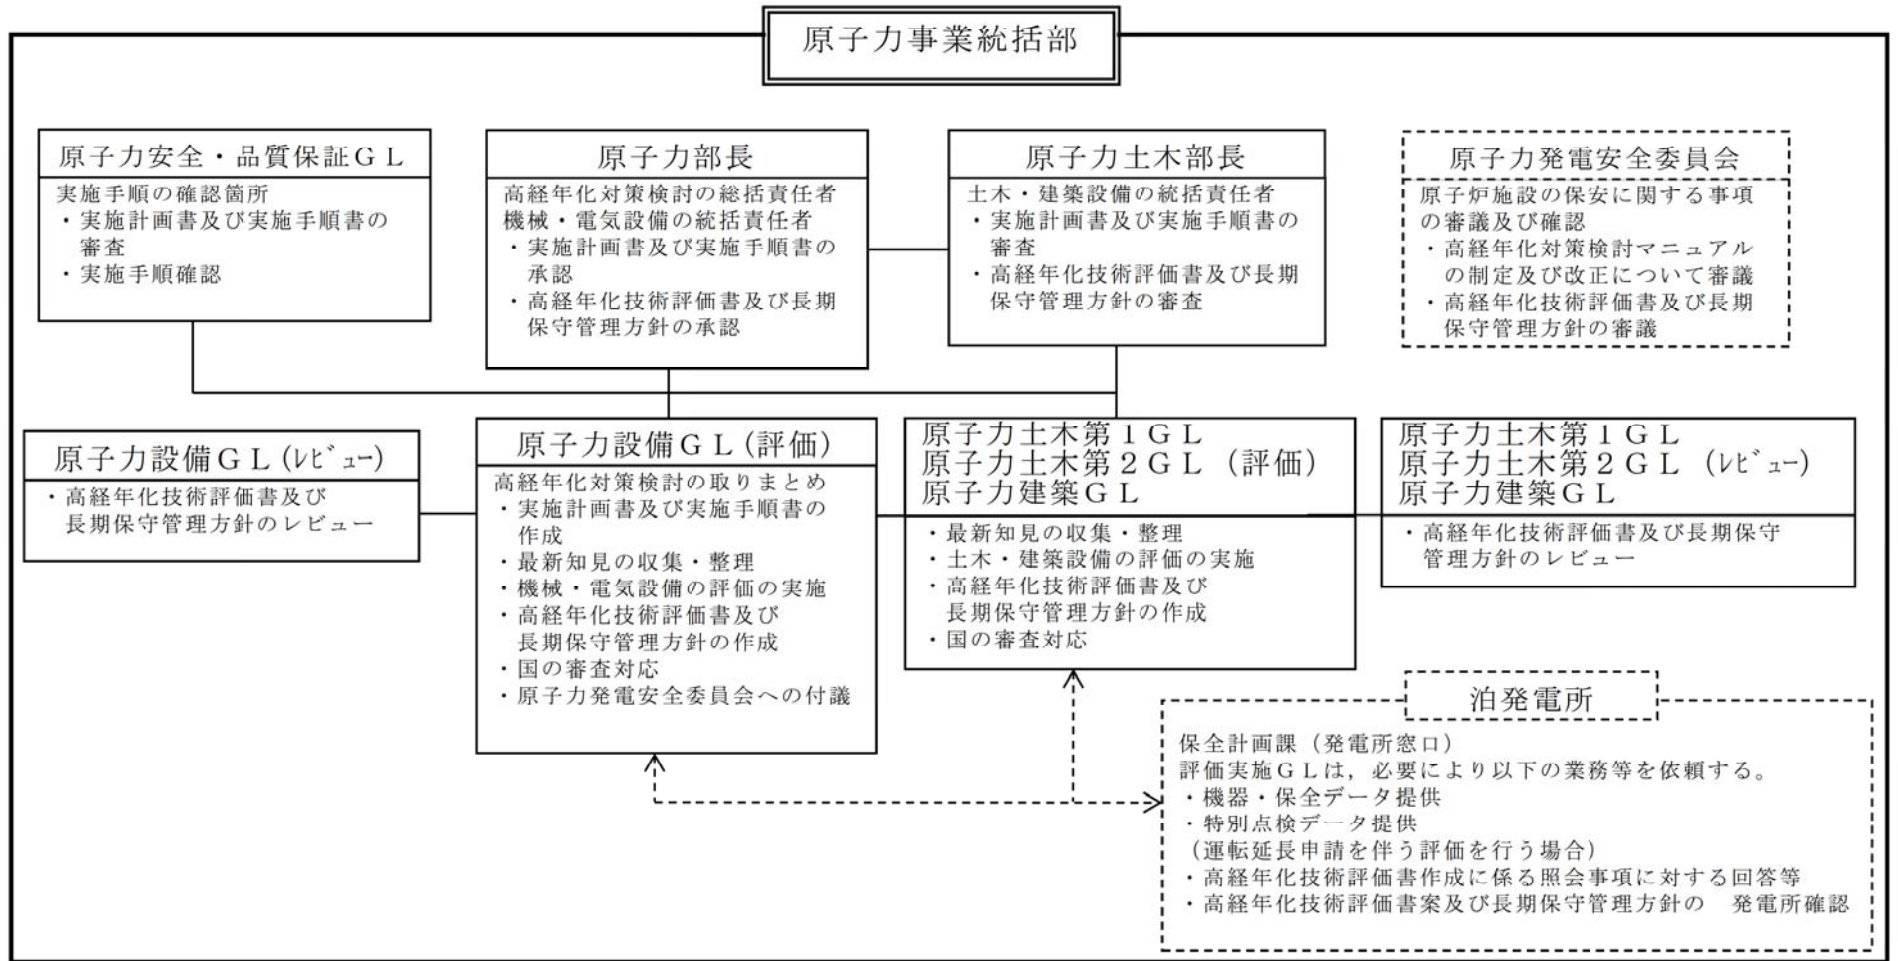 原子力事業統括部
原子力安全・品質保証ＧＬ
実施手順の確認箇所
・実施計画書及び実施手順書の
審査
・実施手順確認
原子力部長
高経年化対策検討の総括責任者
機械・電気設備の統括責任者
・実施計画書及び実施手順書の
承認
・高経年化技術評価書及び長期
保守管理方針の承認
原子力土木部長
土木・建築設備の統括責任者
・実施計画書及び実施手順書の
審査
・高経年化技術評価書及び長期
保守管理方針の審査
原子力発電安全委員会
原子炉施設の保安に関する事項
の審議及び確認
・高経年化対策検討マニュアル
の制定及び改正について審議
・高経年化技術評価書及び長期
保守管理方針の審議
原子力設備ＧＬ(ﾚﾋﾞｭｰ)
・高経年化技術評価書及び
長期保守管理方針のレビュー
原子力設備ＧＬ(評価)
高経年化対策検討の取りまとめ
・実施計画書及び実施手順書の
作成
・最新知見の収集・整理
・機械・電気設備の評価の実施
・高経年化技術評価書及び
長期保守管理方針の作成
・国の審査対応
・原子力発電安全委員会への付議
原子力土木第１ＧＬ
原子力土木第２ＧＬ（評価）
原子力建築ＧＬ
・最新知見の収集・整理
・土木・建築設備の評価の実施
・高経年化技術評価書及び
長期保守管理方針の作成
・国の審査対応
原子力土木第１ＧＬ
原子力土木第２ＧＬ（ﾚﾋﾞｭｰ）
原子力建築ＧＬ
・高経年化技術評価書及び長期保守
管理方針のレビュー
泊発電所
保全計画課（発電所窓口）
評価実施ＧＬは，必要により以下の業務等を依頼する。
・機器・保全データ提供
・特別点検データ提供
（運転延長申請を伴う評価を行う場合）
・高経年化技術評価書作成に係る照会事項に対する回答等
・高経年化技術評価書案及び長期保守管理方針の　発電所確認